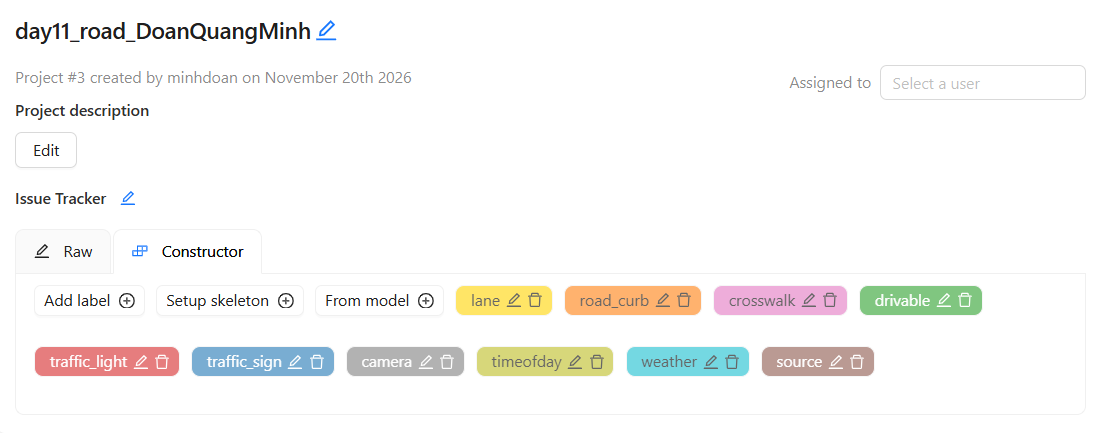 day11_road_DoanQuangMinh
Project #3 created by minhdoan on November 20th 2026
Assigned to Select a user
Project description
Edit
Issue Tracker
Raw Constructor
Add label Setup skeleton From model lane road_curb crosswalk drivable
traffic_light traffic_sign camera timeofday weather source